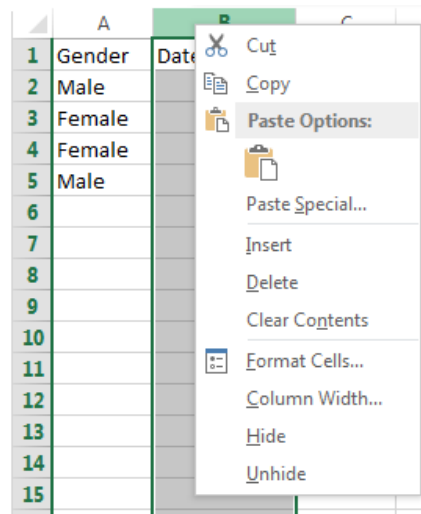 A
B
C
1 Gender Date
2 Male
3 Female
4 Female
5 Male
6
7
8
9
10
11
12
13
14
15
Cut
Copy
Paste Options:
Paste Special...
Insert
Delete
Clear Contents
Format Cells...
Column Width...
Hide
Unhide